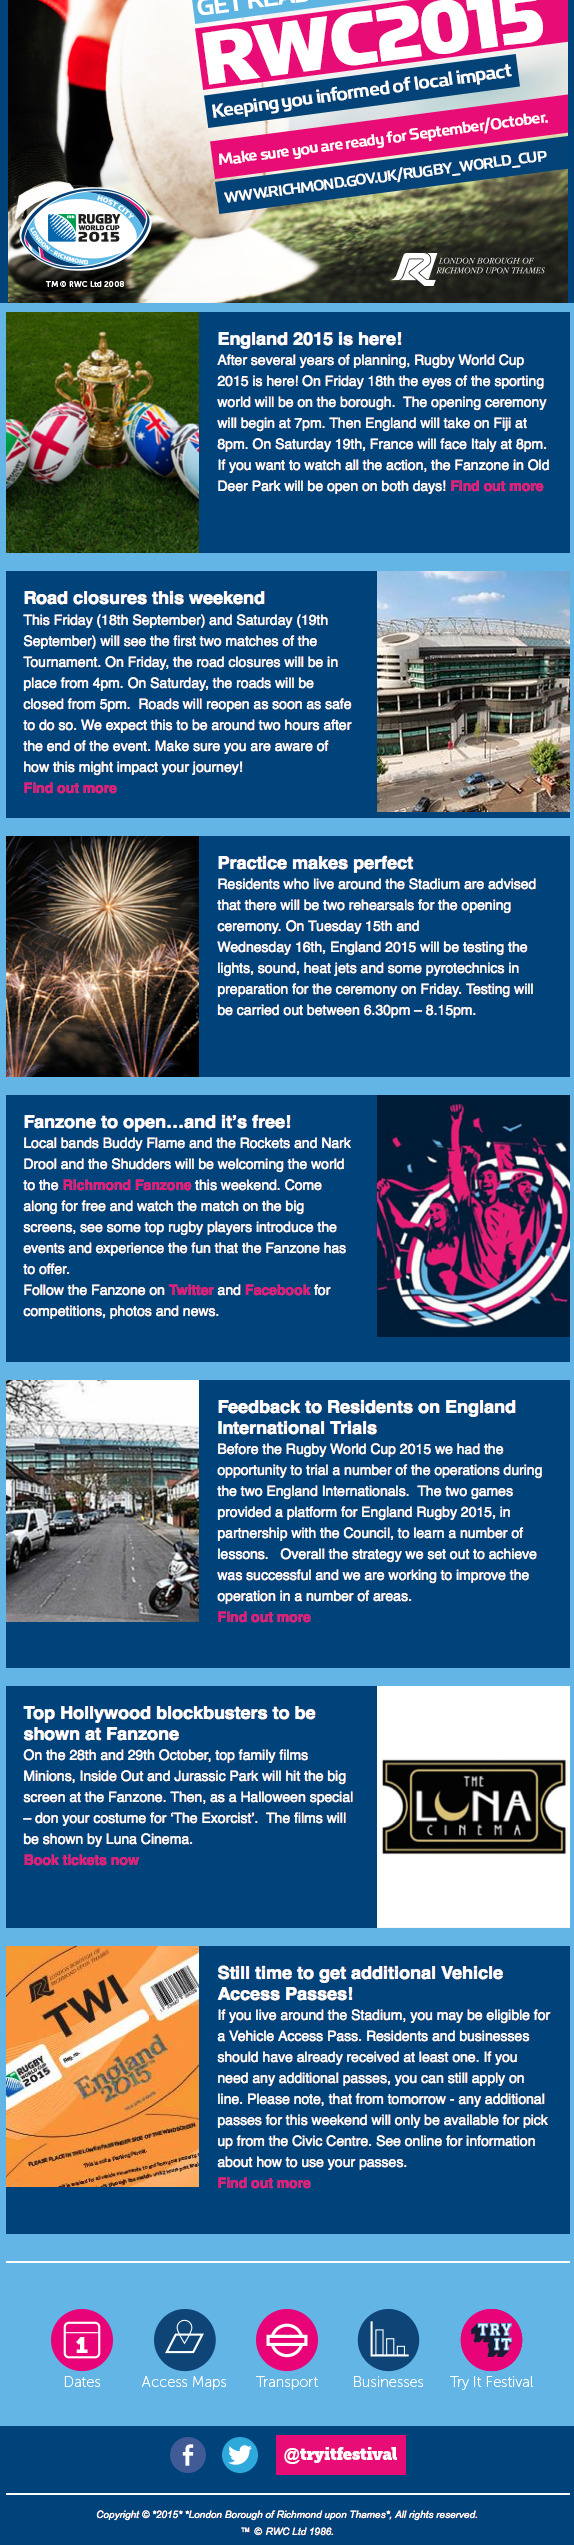 GET READY
RWC2015
Keeping you informed of local impact
Make sure you are ready for September/October.
WWW.RICHMOND.GOV.UK/RUGBY_WORLD_CUP
HOST CITY
RUGBY
WORLD CUP
2015
LONDON - RICHMOND
TM © RWC Ltd 2008
LONDON BOROUGH OF
RICHMOND UPON THAMES
England 2015 is here!
After several years of planning, Rugby World Cup
2015 is here! On Friday 18th the eyes of the sporting
world will be on the borough.  The opening ceremony
will begin at 7pm. Then England will take on Fiji at
8pm. On Saturday 19th, France will face Italy at 8pm.
If you want to watch all the action, the Fanzone in Old
Deer Park will be open on both days! Find out more
Road closures this weekend
This Friday (18th September) and Saturday (19th
September) will see the first two matches of the
Tournament. On Friday, the road closures will be in
place from 4pm. On Saturday, the roads will be
closed from 5pm.  Roads will reopen as soon as safe
to do so. We expect this to be around two hours after
the end of the event. Make sure you are aware of
how this might impact your journey!
Find out more
Practice makes perfect
Residents who live around the Stadium are advised
that there will be two rehearsals for the opening
ceremony. On Tuesday 15th and
Wednesday 16th, England 2015 will be testing the
lights, sound, heat jets and some pyrotechnics in
preparation for the ceremony on Friday. Testing will
be carried out between 6.30pm – 8.15pm.
Fanzone to open...and it's free!
Local bands Buddy Flame and the Rockets and Nark
Drool and the Shudders will be welcoming the world
to the Richmond Fanzone this weekend. Come
along for free and watch the match on the big
screens, see some top rugby players introduce the
events and experience the fun that the Fanzone has
to offer.
Follow the Fanzone on Twitter and Facebook for
competitions, photos and news.
Feedback to Residents on England
International Trials
Before the Rugby World Cup 2015 we had the
opportunity to trial a number of the operations during
the two England Internationals.  The two games
provided a platform for England Rugby 2015, in
partnership with the Council, to learn a number of
lessons.   Overall the strategy we set out to achieve
was successful and we are working to improve the
operation in a number of areas.
Find out more
Top Hollywood blockbusters to be
shown at Fanzone
On the 28th and 29th October, top family films
Minions, Inside Out and Jurassic Park will hit the big
screen at the Fanzone. Then, as a Halloween special
– don your costume for 'The Exorcist'.  The films will
be shown by Luna Cinema.
Book tickets now
THE
LUNA
CINEMA
LONDON BOROUGH OF
RICHMOND UPON THAMES
TWI
Reg. no.
RUGBY
WORLD CUP
2015
England
2015
PLEASE PLACE IN THE LOWER PASSENGER SIDE OF THE WINDSCREEN
This is not a Parking Permit.
Still time to get additional Vehicle
Access Passes!
If you live around the Stadium, you may be eligible for
a Vehicle Access Pass. Residents and businesses
should have already received at least one. If you
need any additional passes, you can still apply on
line. Please note, that from tomorrow - any additional
passes for this weekend will only be available for pick
up from the Civic Centre. See online for information
about how to use your passes.
Find out more
1
TRY
IT
Dates
Access Maps
Transport
Businesses
Try It Festival
f
@tryitfestival
Copyright © *2015* *London Borough of Richmond upon Thames*, All rights reserved.
™ © RWC Ltd 1986.